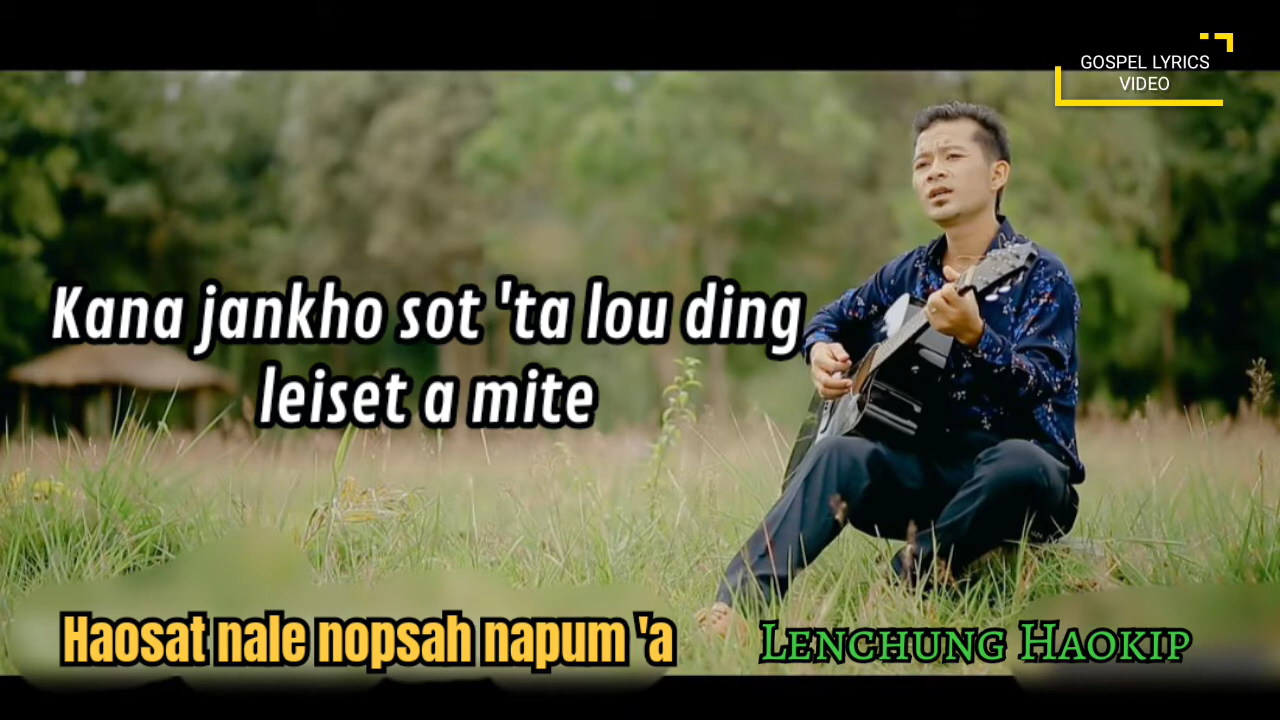 GOSPEL LYRICS
VIDEO
Kana jankho sot 'ta lou ding
leiset a mite
Haosat nale nopsah napum 'a
Lenchung Haokip